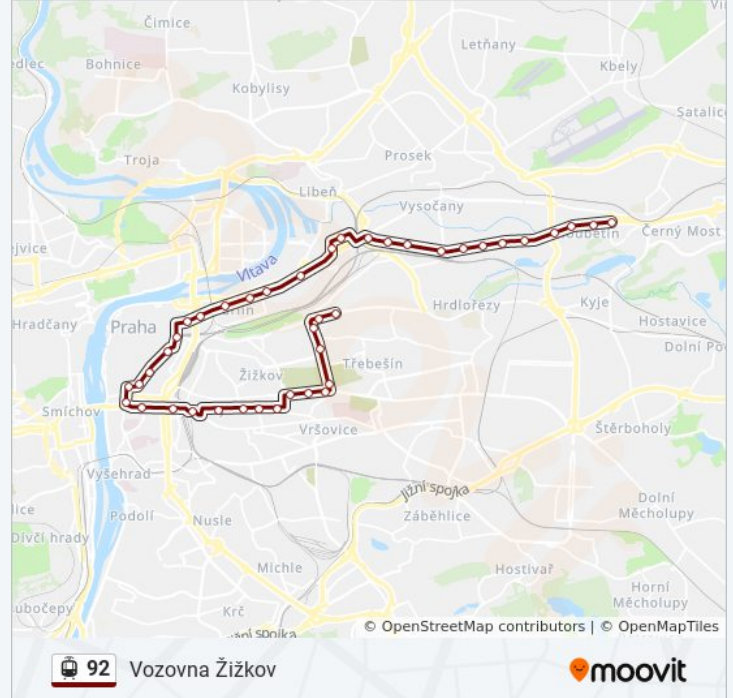 Čimice
Letňany
Bohnice
Kbely
Kobylisy
Troja
Prosek
Libeň
Vysočany
Černý Most
Vltava
Hrdlořezy
Kyje
Hradčany
Praha
Hostavice
Třebešín
Žižkov
Smíchov
Vršovice
Štěrboholy
Vyšehrad
Jižní spojka
Podolí
Nusle
Záběhlice
Dolní
Měcholupy
Michle
Hostivař
Horní
Měcholupy
Krč
© OpenStreetMap contributors | © OpenMapTiles
92 Vozovna Žižkov
moovit